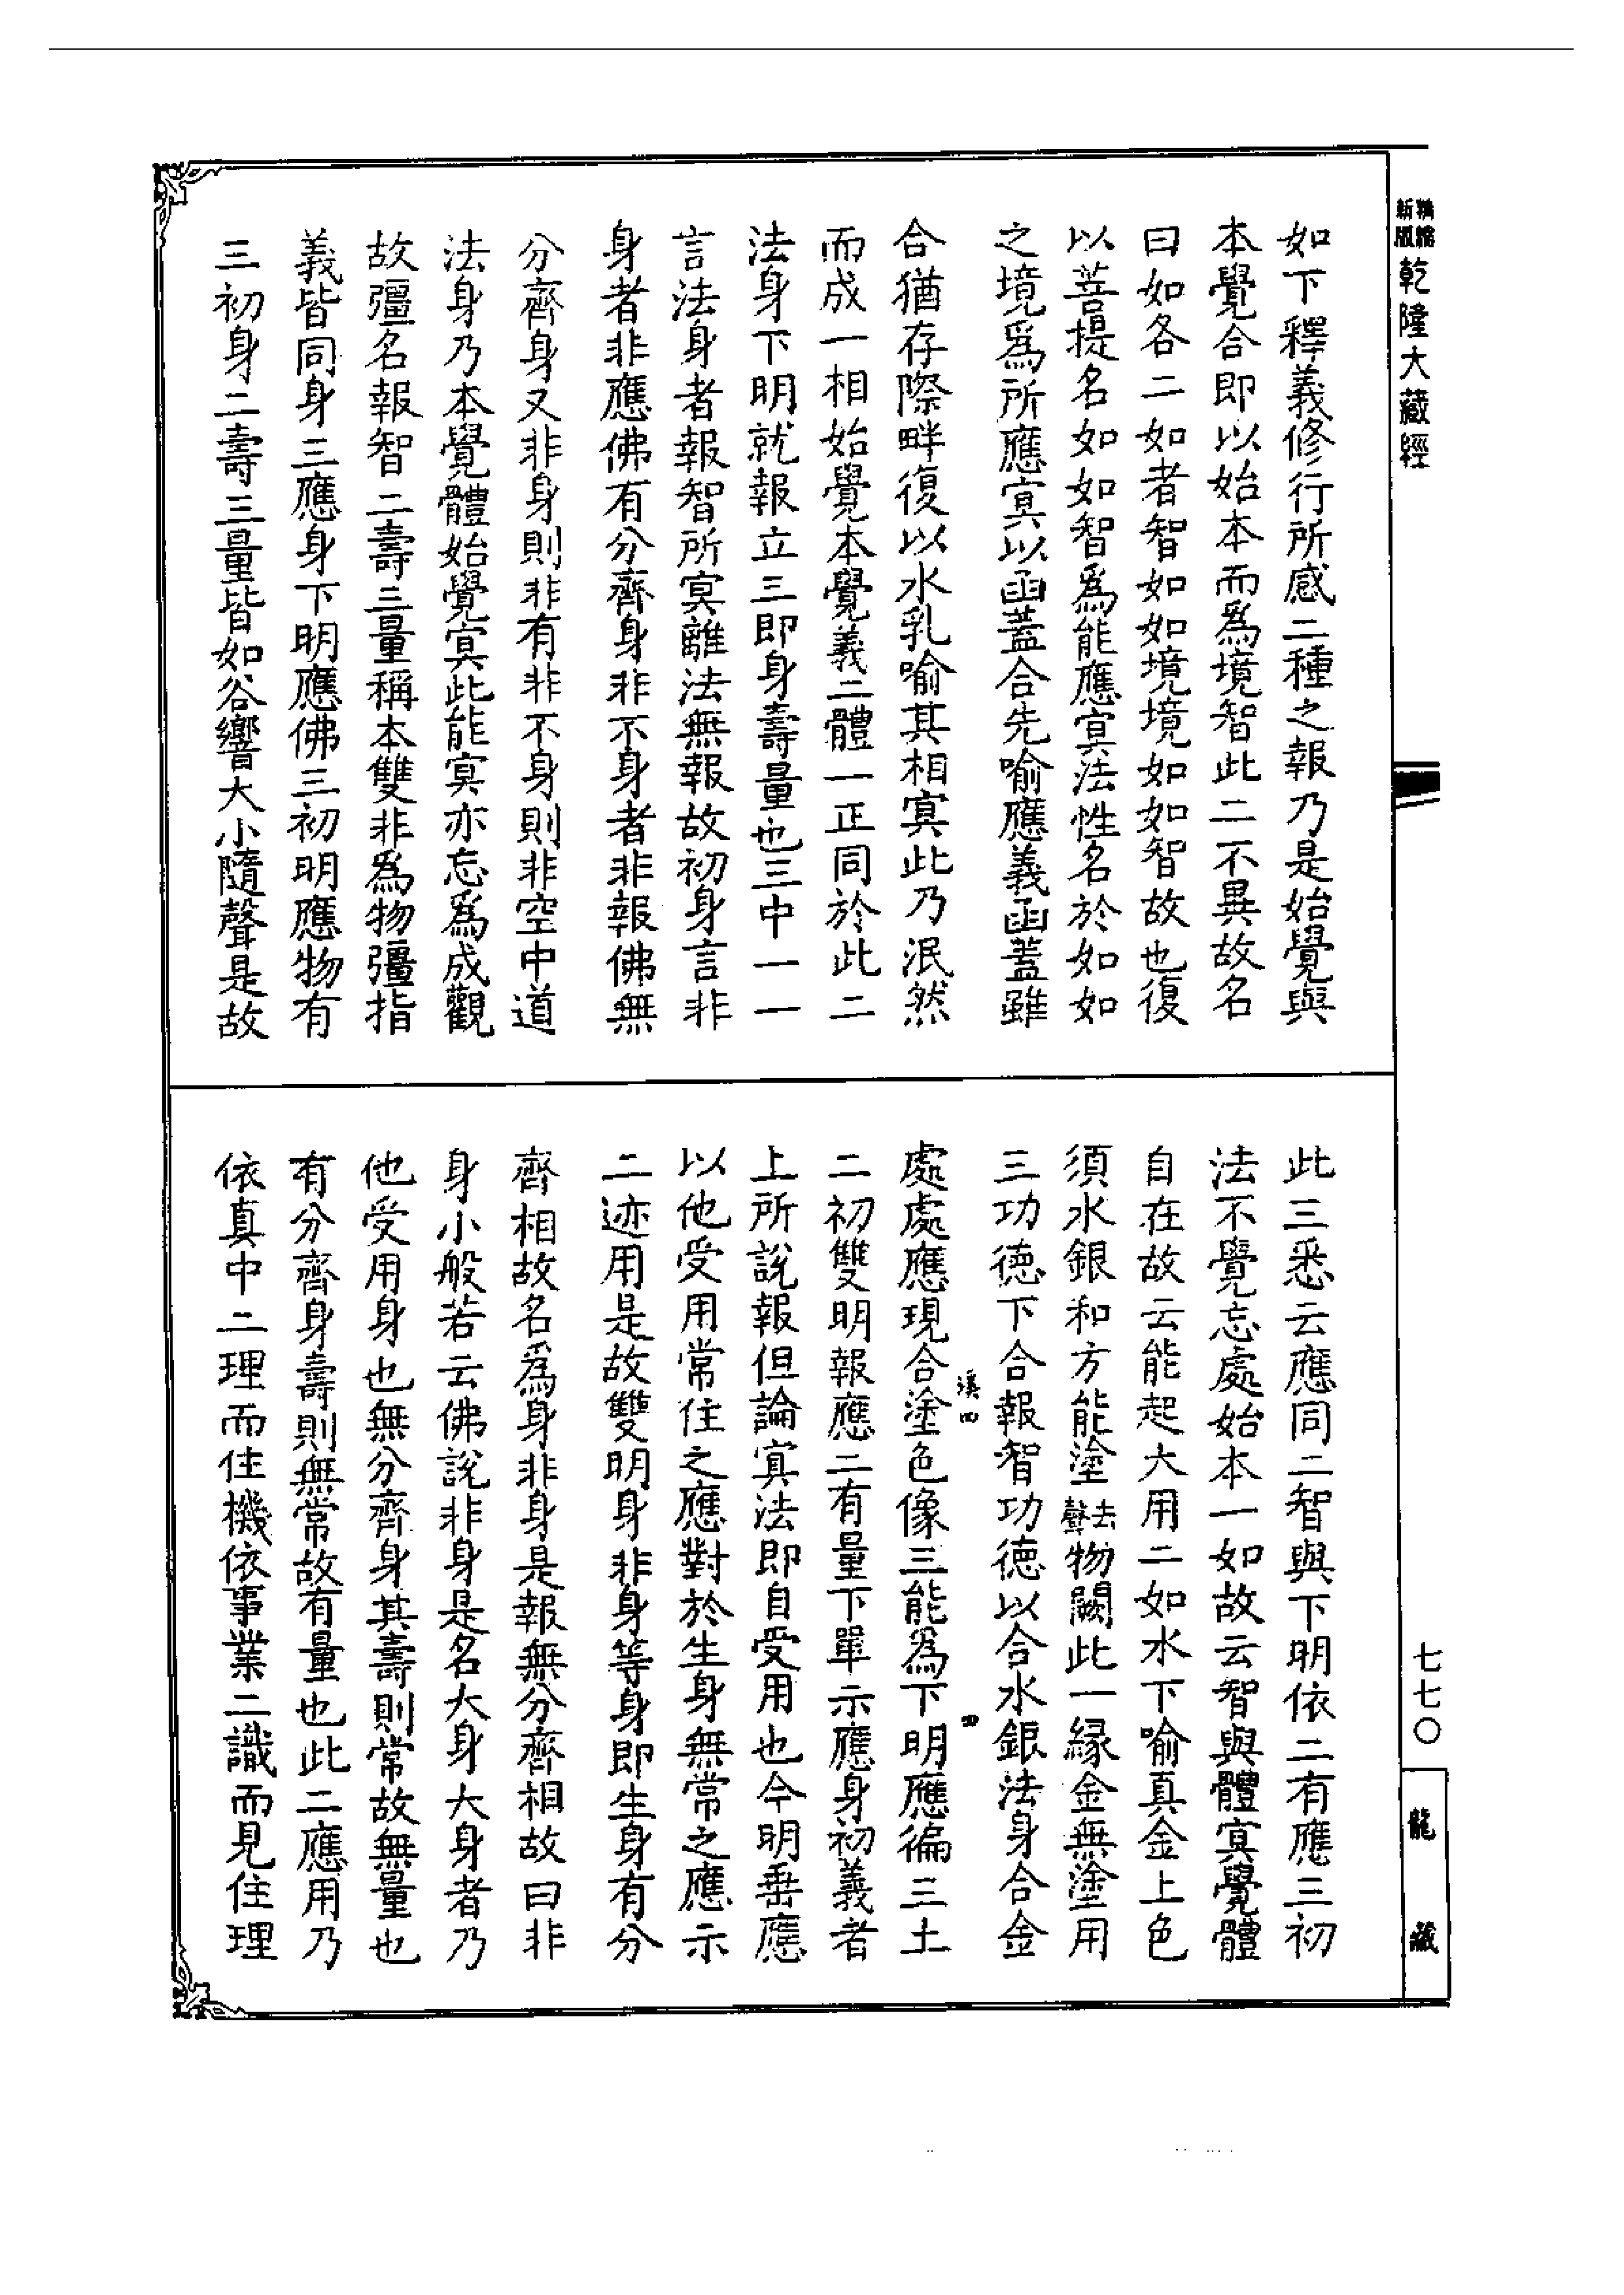 精縮新版
乾隆大藏經
如下釋義修行所感二種之報乃是始覺與
本覺合即以始本而為境智此二不異故名
曰如各二如者智如如境境如如智故也復
以菩提名如如智為能應冥法性名於如如
之境為所應冥以函蓋合先喻應義函蓋雖
合猶存際畔復以水乳喻其相冥此乃泯然
而成一相始覺本覺義二體一正同於此二
法身下明就報立三即身壽量也三中一一
言法身者報智所冥離法無報故初身言非
身者非應佛有分齊身非不身者非報佛無
分齊身又非身則非有非不身則非空中道
法身乃本覺體始覺冥此能冥亦忘為成觀
故彊名報智二壽三量稱本雙非為物彊指
義皆同身三應身下明應佛三初明應物有
三初身二壽三量皆如谷響大小隨聲是故
此三悉云應同二智與下明依二有應三初
法不覺忘處始本一如故云智與體冥覺體
自在故云能起大用二如水下喻真金上色
須水銀和方能塗去聲物闕此一緣金無塗用
三功德下合報智功德以合水銀法身合金
溪四 四
處處應現合塗色像三能為下明應徧三土
二初雙明報應二有量下單示應身初義者
上所說報但論冥法即自受用也今明垂應
以他受用常住之應對於生身無常之應示
二迹用是故雙明身非身等身即生身有分
齊相故名為身非身是報無分齊相故曰非
身小般若云佛說非身是名大身大身者乃
他受用身也無分齊身其壽則常故無量也
有分齊身壽則無常故有量也此二應用乃
依真中二理而住機依事業二識而見住理
七七〇
龍藏